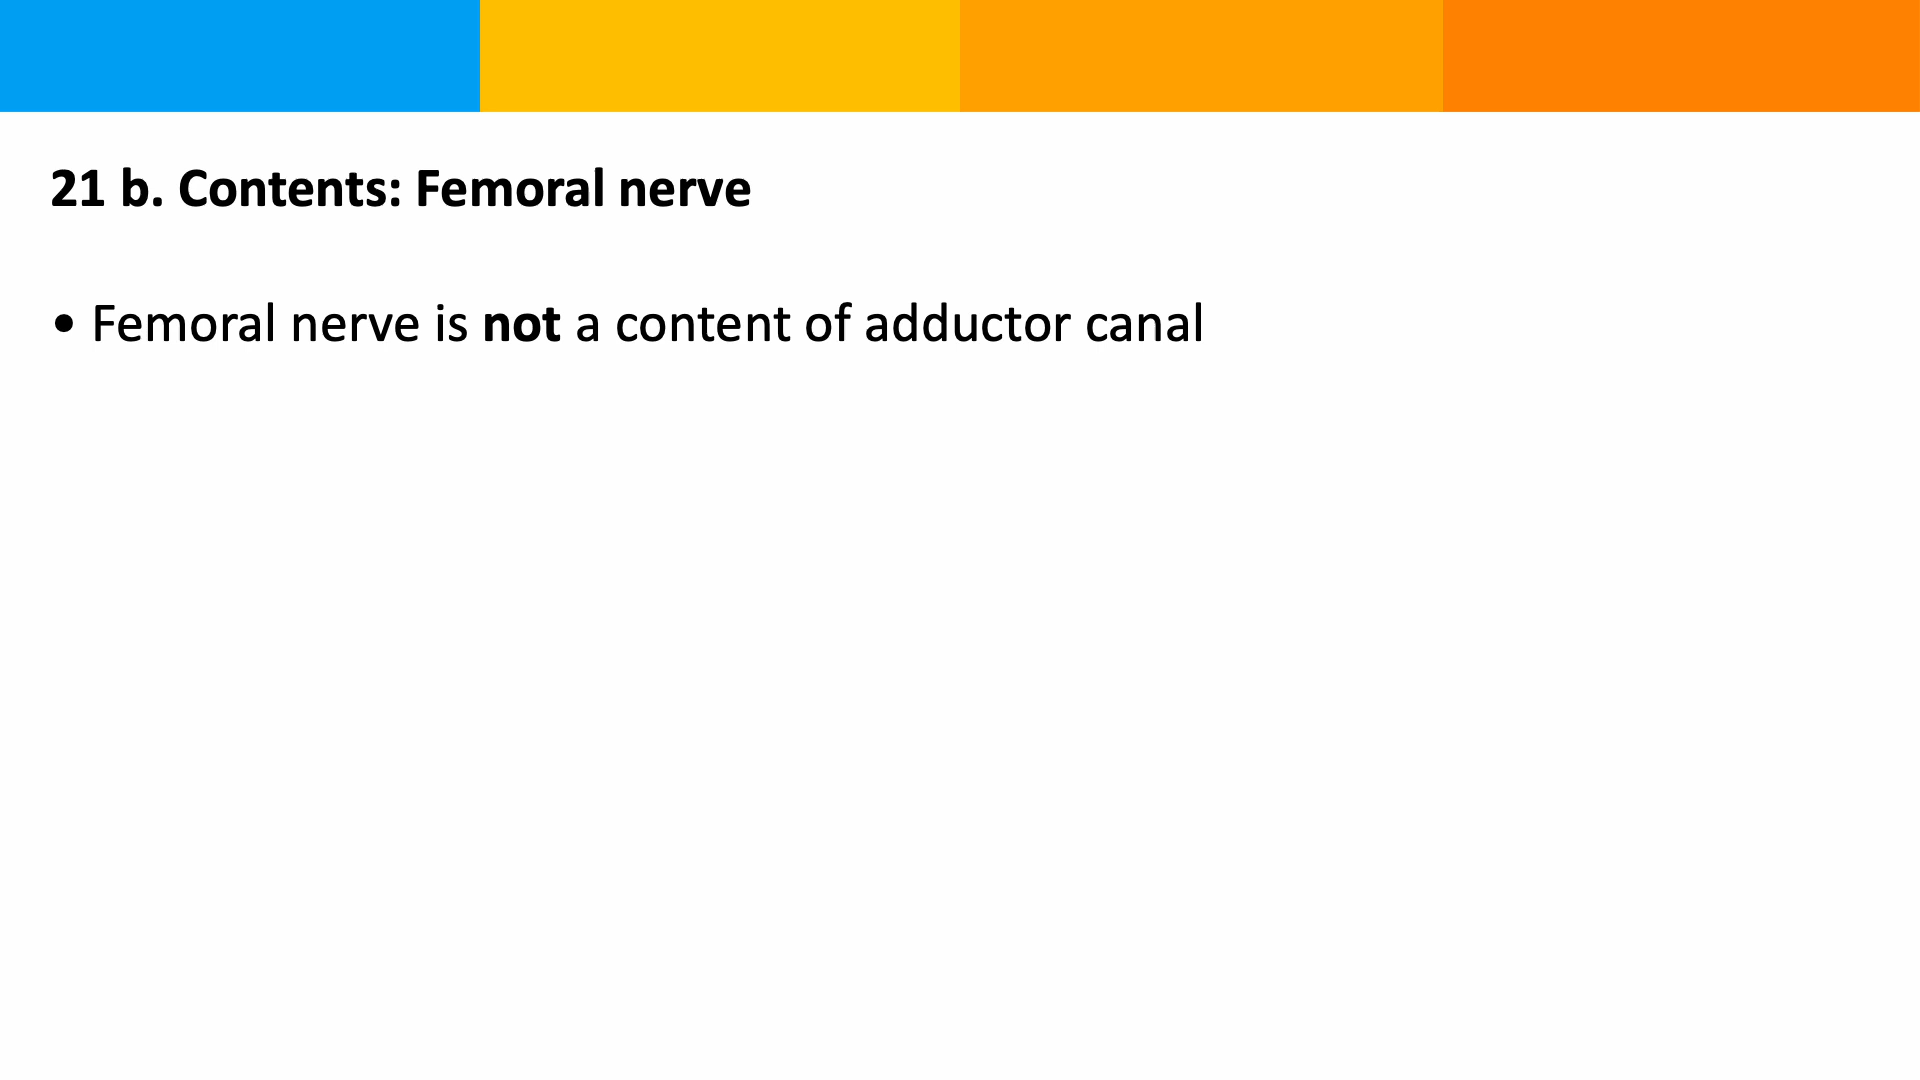 21 b. Contents: Femoral nerve
• Femoral nerve is not a content of adductor canal